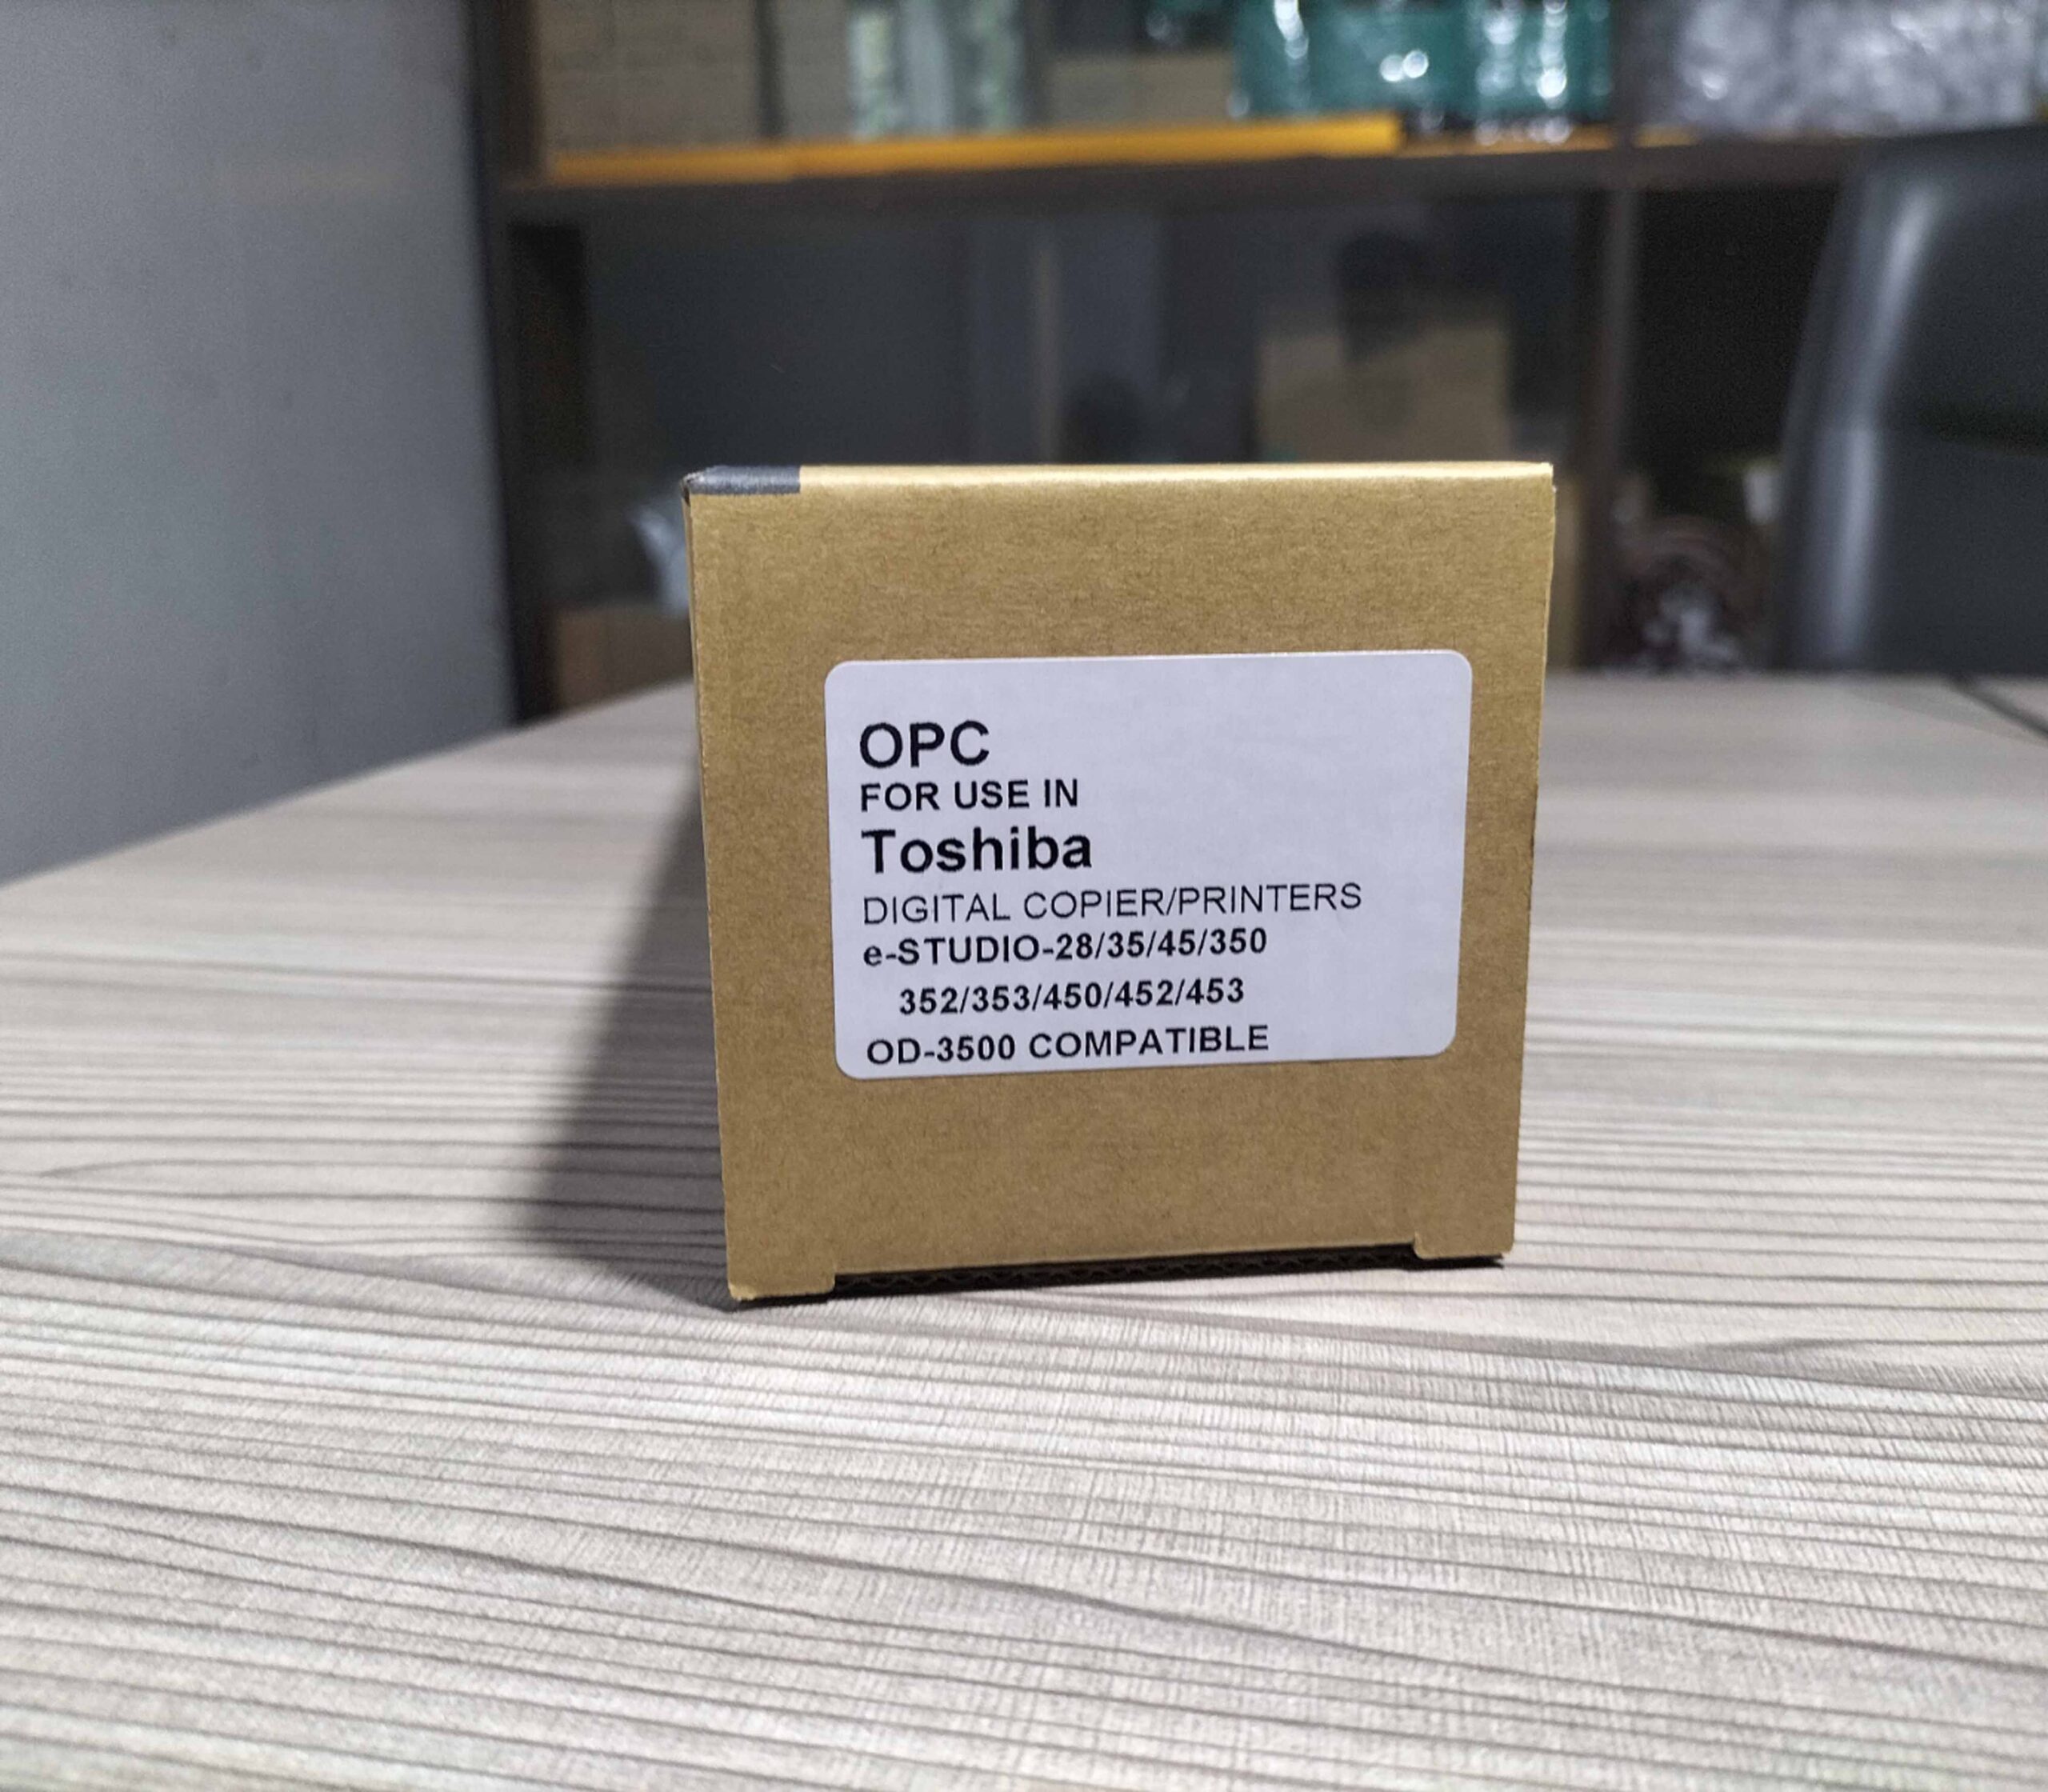 OPC
FOR USE IN
Toshiba
DIGITAL COPIER/PRINTERS
e-STUDIO-28/35/45/350
352/353/450/452/453
OD-3500 COMPATIBLE